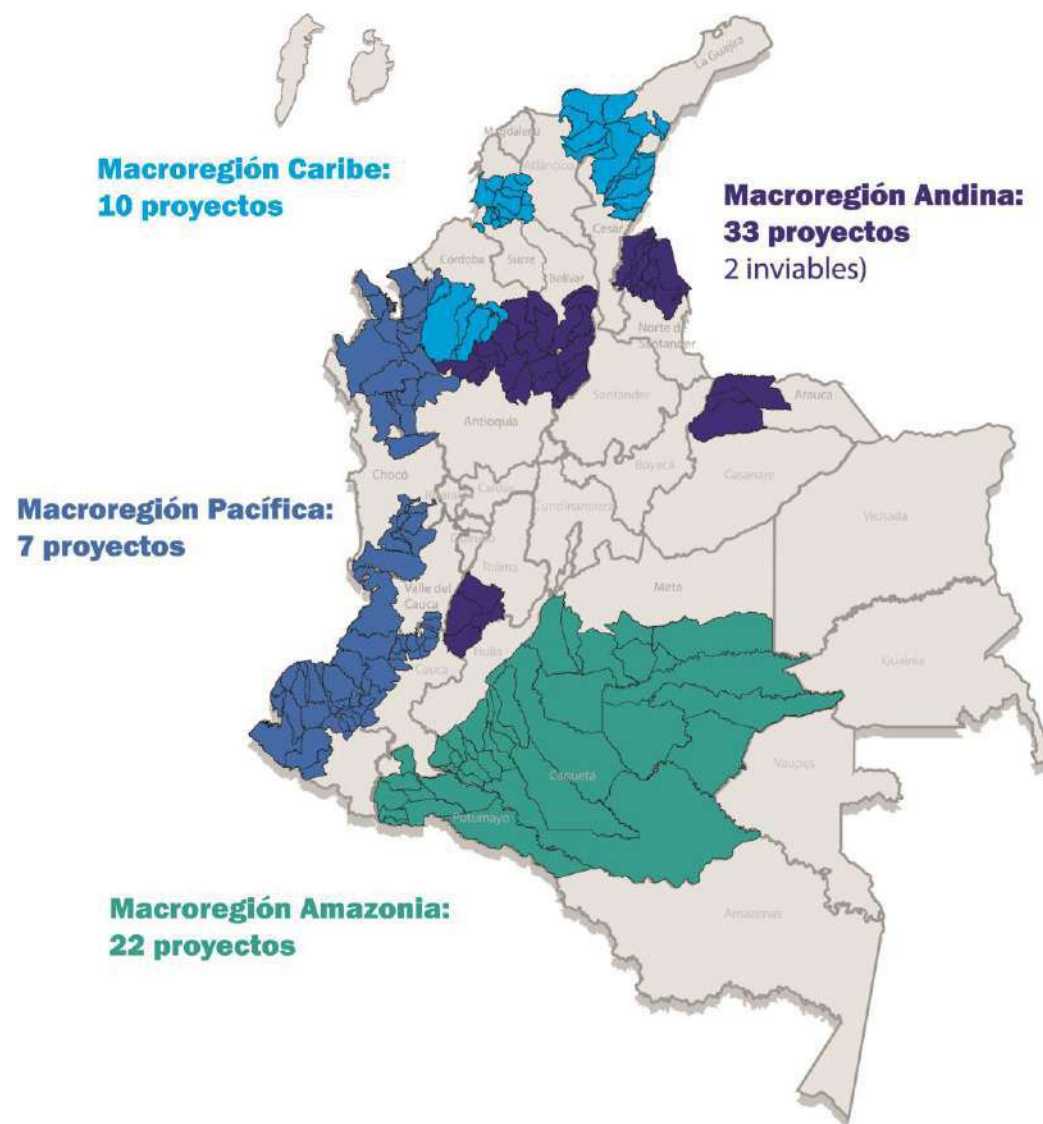 La Guajira
Magdalena
Atlántico
Macroregión Caribe:
10 proyectos
Macroregión Andina:
33 proyectos
2 inviables)
Cesar
Córdoba
Sucre
Bolívar
Norte de
Santander
Santander
Arauca
Antioquia
Boyacá
Casanare
Chocó
Caldas
Cundinamarca
Vichada
Macroregión Pacífica:
7 proyectos
Tolima
Valle del
Cauca
Meta
Huila
Cauca
Guainía
Vaupes
Caquetá
Putumayo
Macroregión Amazonia:
22 proyectos
Amazonas